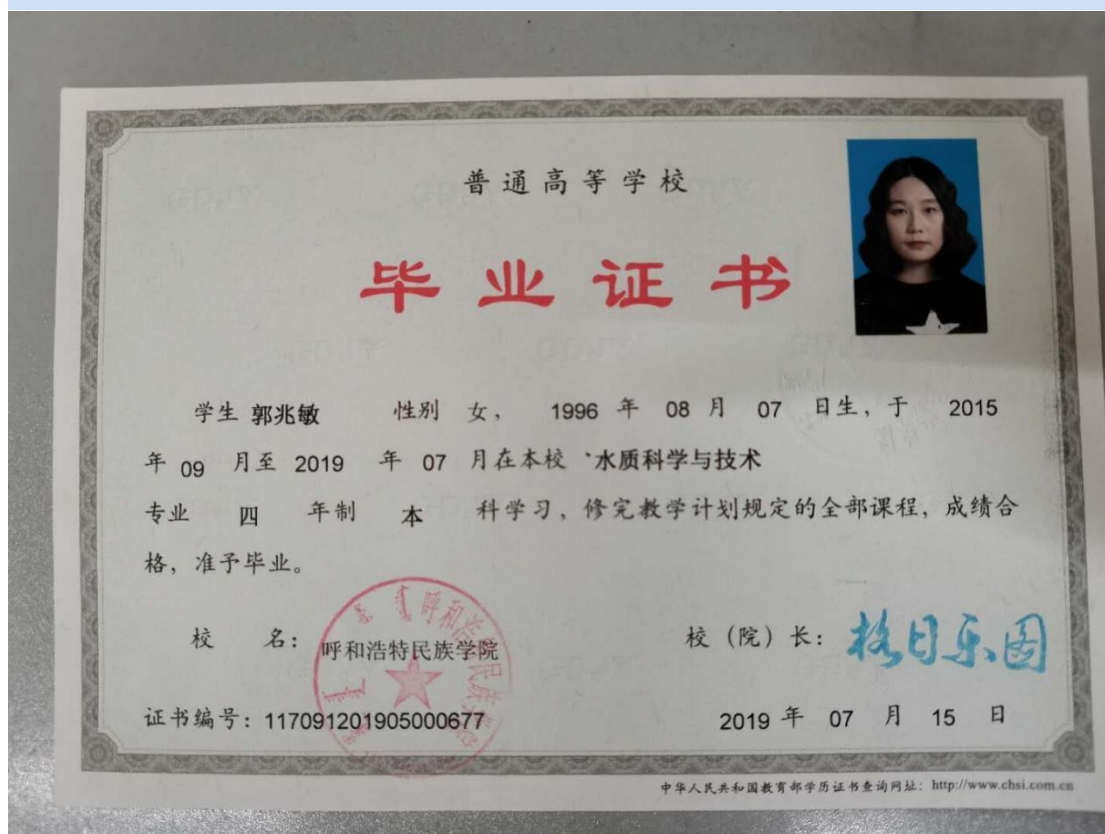 普通高等学校
毕业证书
学生 郭兆敏 性别 女， 1996 年 08 月 07 日生，于 2015
年 09 月至 2019 年 07 月在本校 水质科学与技术
专业 四 年制 本 科学习，修完教学计划规定的全部课程，成绩合
格，准予毕业。
校 名： 呼和浩特民族学院 校（院）长： 格日乐图
证书编号：117091201905000677 2019 年 07 月 15 日
中华人民共和国教育部学历证书查询网址：http://www.chsi.com.cn